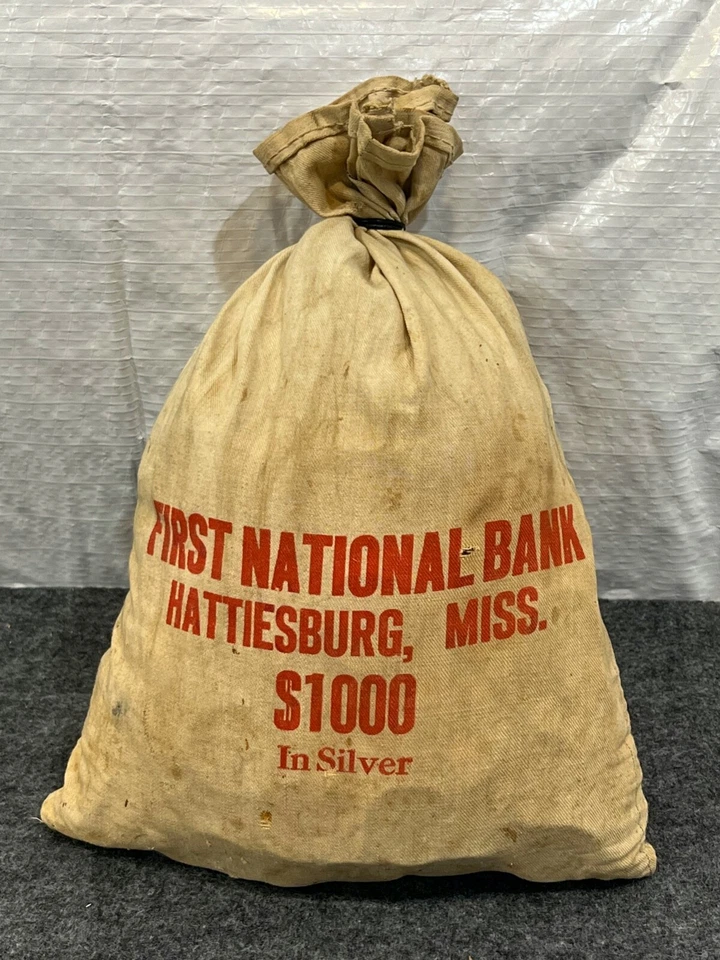 FIRST NATIONAL BANK
HATTIESBURG, MISS.
$1000
In Silver